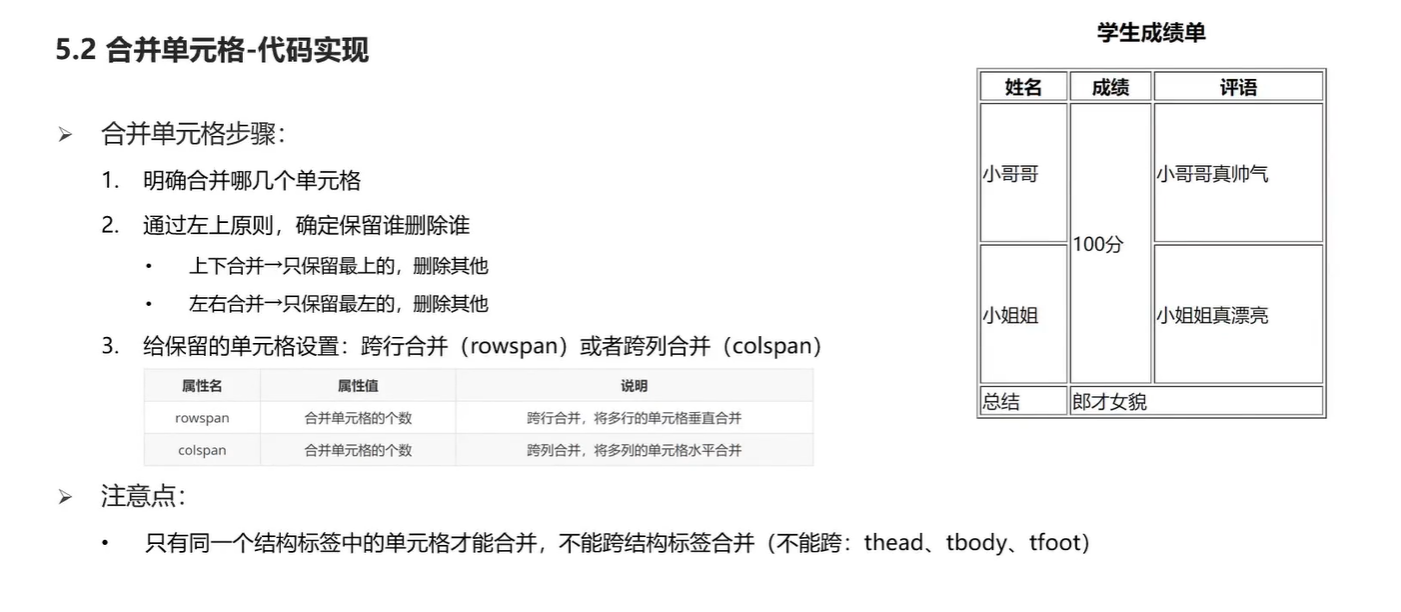 5.2 合并单元格-代码实现
合并单元格步骤：
1. 明确合并哪几个单元格
2. 通过左上原则，确定保留谁删除谁
• 上下合并→只保留最上的，删除其他
• 左右合并→只保留最左的，删除其他
3. 给保留的单元格设置：跨行合并（rowspan）或者跨列合并（colspan）
属性名 属性值 说明
rowspan 合并单元格的个数 跨行合并，将多行的单元格垂直合并
colspan 合并单元格的个数 跨列合并，将多列的单元格水平合并
注意点：
• 只有同一个结构标签中的单元格才能合并，不能跨结构标签合并（不能跨：thead、tbody、tfoot）
学生成绩单
姓名 成绩 评语
小哥哥 小哥哥真帅气
100分
小姐姐 小姐姐真漂亮
总结 郎才女貌